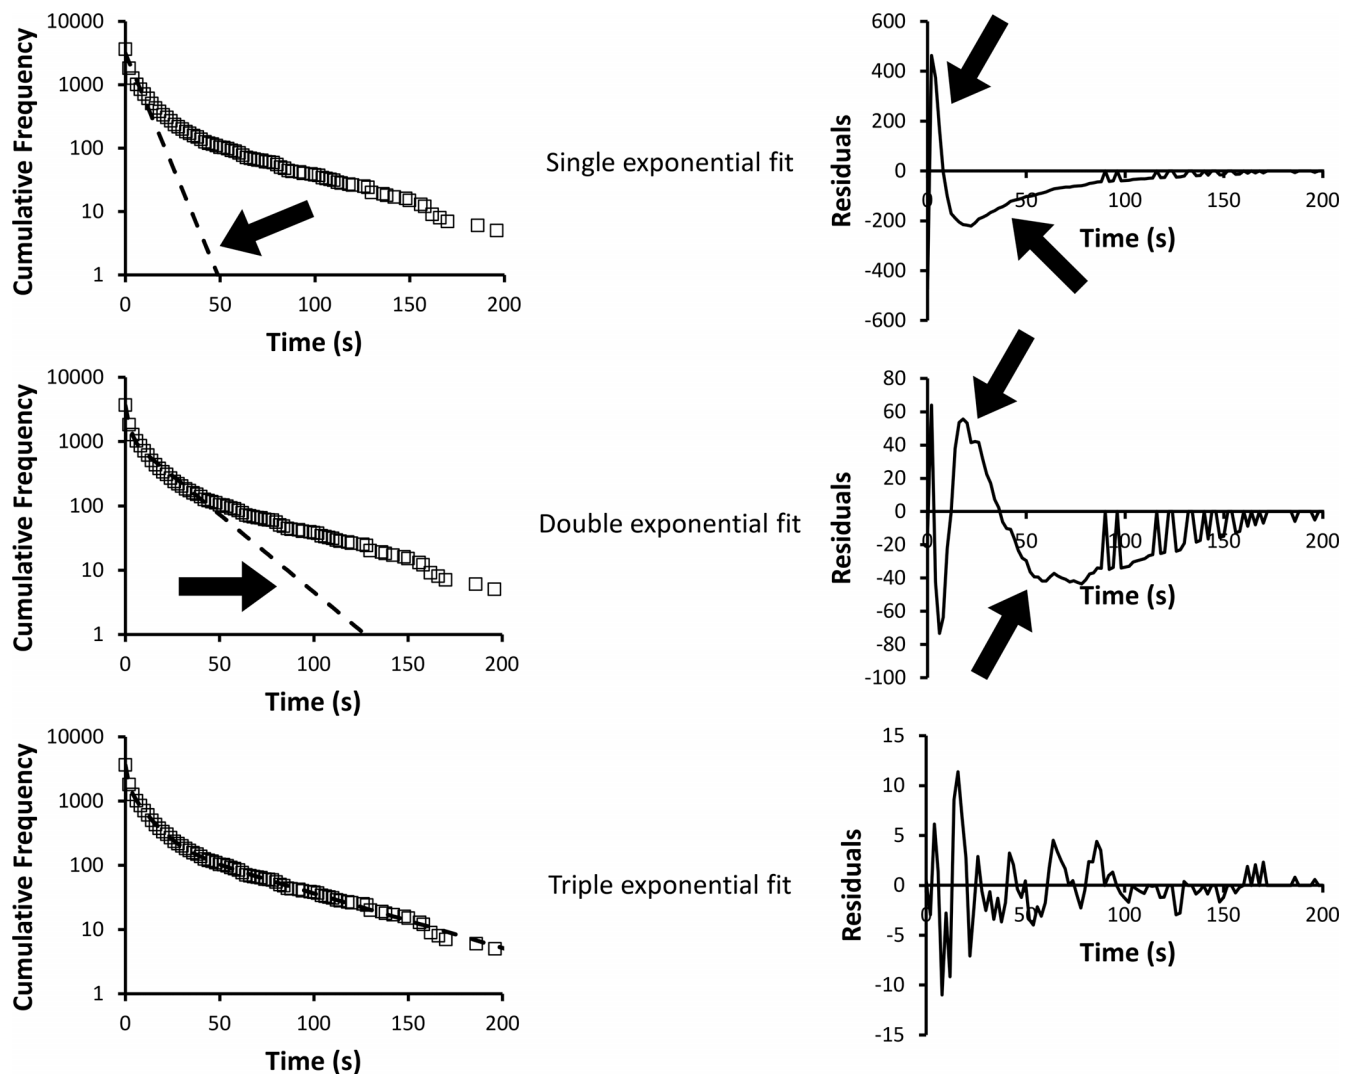 Cumulative Frequency
10000
1000
100
10
1
0 50 100 150 200
Time (s)
Single exponential fit
Residuals
600
400
200
0
-200
-400
-600
0 50 100 150 200
Time (s)
Cumulative Frequency
10000
1000
100
10
1
0 50 100 150 200
Time (s)
Double exponential fit
Residuals
80
60
40
20
0
-20
-40
-60
-80
-100
0 50 100 150 200
Time (s)
Cumulative Frequency
10000
1000
100
10
1
0 50 100 150 200
Time (s)
Triple exponential fit
Residuals
15
10
5
0
-5
-10
-15
0 50 100 150 200
Time (s)